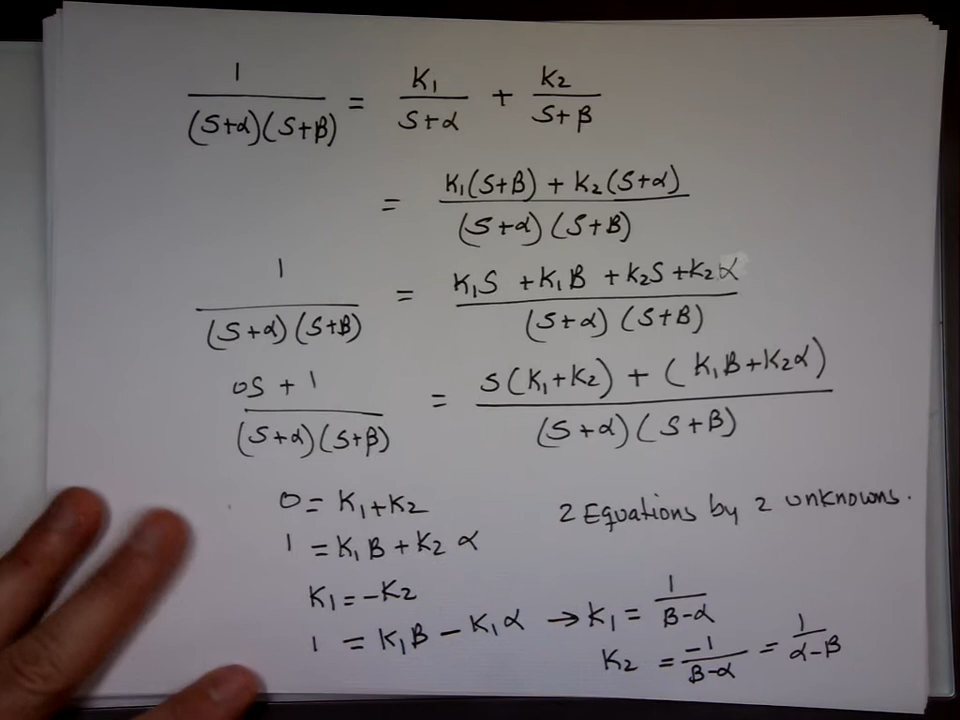 1/((S+α)(S+β)) = K₁/(S+α) + K₂/(S+β)
= (K₁(S+β) + K₂(S+α))/((S+α)(S+β))
1/((S+α)(S+β)) = (K₁S + K₁β + K₂S + K₂α)/((S+α)(S+β))
(0S + 1)/((S+α)(S+β)) = (S(K₁+K₂) + (K₁β+K₂α))/((S+α)(S+β))
0 = K₁+K₂
2 Equations by 2 unknowns.
1 = K₁β + K₂α
K₁ = -K₂
1 = K₁β - K₁α → K₁ = 1/(β-α)
K₂ = -1/(β-α) = 1/(α-β)